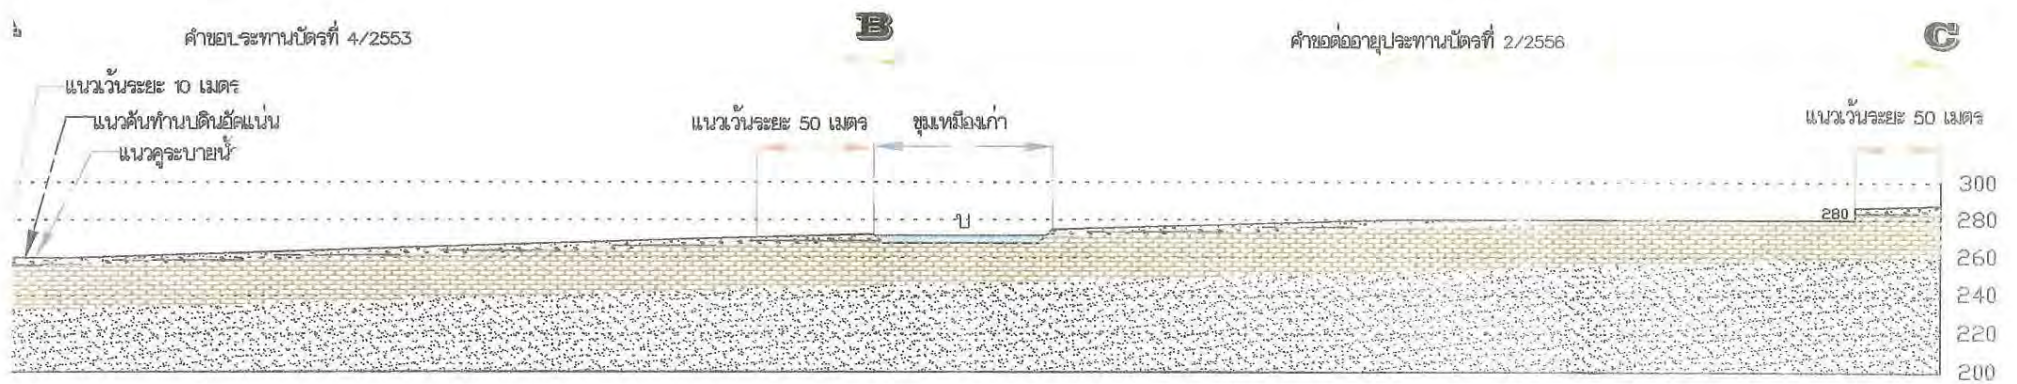 B
C
คำขอประทานบัตรที่ 4/2553
คำขอต่ออายุประทานบัตรที่ 2/2556
แนวเว้นระยะ 10 เมตร
แนวคันทำนบดินอัดแน่น
แนวคูระบายน้ำ
แนวเว้นระยะ 50 เมตร
ขุมเหมืองเก่า
แนวเว้นระยะ 50 เมตร
300
280
280
260
240
220
200